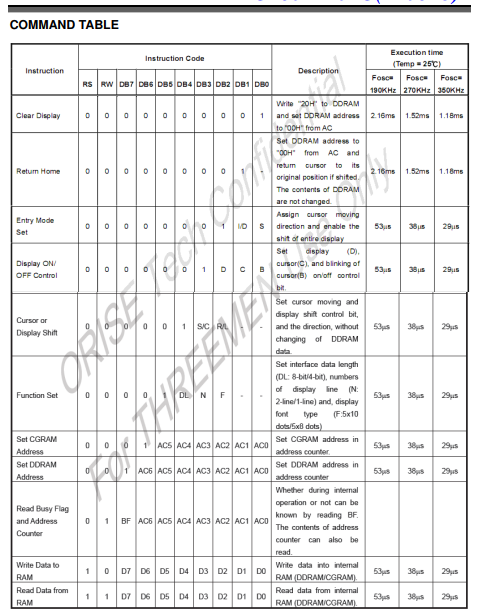 COMMAND TABLE
Instruction
Instruction Code
Description
Execution time
(Temp = 25℃)
RS RW DB7 DB6 DB5 DB4 DB3 DB2 DB1 DB0
Fosc= Fosc= Fosc=
190KHz 270KHz 350KHz
Clear Display 0 0 0 0 0 0 0 0 0 1
Write "20H" to DDRAM
and set DDRAM address
to "00H" from AC
2.16ms 1.52ms 1.18ms
Return Home 0 0 0 0 0 0 0 0 1 -
Set DDRAM address to
"00H" from AC and
return cursor to its
original position if shifted.
The contents of DDRAM
are not changed.
2.16ms 1.52ms 1.18ms
Entry Mode
Set
0 0 0 0 0 0 0 1 I/D S
Assign cursor moving
direction and enable the
shift of entire display
53µs 38µs 29µs
Display ON/
OFF Control
0 0 0 0 0 0 1 D C B
Set display (D),
cursor(C), and blinking of
cursor(B) on/off control
bit.
53µs 38µs 29µs
Cursor or
Display Shift
0 0 0 0 0 1 S/C R/L - -
Set cursor moving and
display shift control bit,
and the direction, without
changing of DDRAM
data.
53µs 38µs 29µs
Function Set 0 0 0 0 1 DL N F - -
Set interface data length
(DL: 8-bit/4-bit), numbers
of display line (N:
2-line/1-line) and, display
font type (F:5x10
dots/5x8 dots)
53µs 38µs 29µs
Set CGRAM
Address
0 0 0 1 AC5 AC4 AC3 AC2 AC1 AC0
Set CGRAM address in
address counter.
53µs 38µs 29µs
Set DDRAM
Address
0 0 1 AC6 AC5 AC4 AC3 AC2 AC1 AC0
Set DDRAM address in
address counter
53µs 38µs 29µs
Read Busy Flag
and Address
Counter
0 1 BF AC6 AC5 AC4 AC3 AC2 AC1 AC0
Whether during internal
operation or not can be
known by reading BF.
The contents of address
counter can also be
read.
Write Data to
RAM
1 0 D7 D6 D5 D4 D3 D2 D1 D0
Write data into internal
RAM (DDRAM/CGRAM).
53µs 38µs 29µs
Read Data from
RAM
1 1 D7 D6 D5 D4 D3 D2 D1 D0
Read data from internal
RAM (DDRAM/CGRAM).
53µs 38µs 29µs
ORISE Tech Confidential
For THREEMEN Use Only